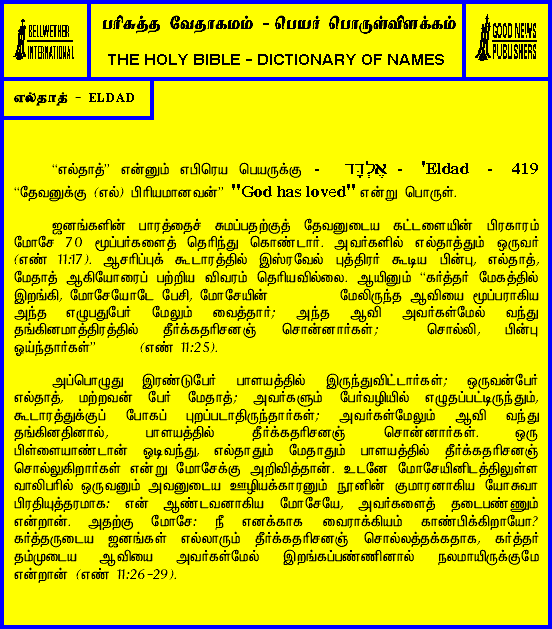 BELLWETHER
INTERNATIONAL
பரிசுத்த வேதாகமம் - பெயர் பொருள்விளக்கம்
THE HOLY BIBLE - DICTIONARY OF NAMES
GOOD NEWS
PUBLISHERS
எல்தாத் - ELDAD
“எல்தாத்” என்னும் எபிரெய பெயருக்கு - אֶלְדָּד - 'Eldad - 419
“தேவனுக்கு (எல்) பிரியமானவன்” "God has loved" என்று பொருள்.
ஜனங்களின் பாரத்தைச் சுமப்பதற்குத் தேவனுடைய கட்டளையின் பிரகாரம்
மோசே 70 மூப்பர்களைத் தெரிந்து கொண்டார். அவர்களில் எல்தாத்தும் ஒருவர்
(எண் 11:17). ஆசரிப்புக் கூடாரத்தில் இஸ்ரவேல் புத்திரர் கூடிய பின்பு, எல்தாத்,
மேதாத் ஆகியோரைப் பற்றிய விவரம் தெரியவில்லை. ஆயினும் “கர்த்தர் மேகத்தில்
இறங்கி, மோசேயோடே பேசி, மோசேயின் மேலிருந்த ஆவியை மூப்பராகிய
அந்த எழுபதுபேர் மேலும் வைத்தார்; அந்த ஆவி அவர்கள்மேல் வந்து
தங்கினமாத்திரத்தில் தீர்க்கதரிசனஞ் சொன்னார்கள்; சொல்லி, பின்பு
ஓய்ந்தார்கள்” (எண் 11:25).
அப்பொழுது இரண்டுபேர் பாளயத்தில் இருந்துவிட்டார்கள்; ஒருவன்பேர்
எல்தாத், மற்றவன் பேர் மேதாத்; அவர்களும் பேர்வழியில் எழுதப்பட்டிருந்தும்,
கூடாரத்துக்குப் போகப் புறப்படாதிருந்தார்கள்; அவர்கள்மேலும் ஆவி வந்து
தங்கினதினால், பாளயத்தில் தீர்க்கதரிசனஞ் சொன்னார்கள். ஒரு
பிள்ளையாண்டான் ஓடிவந்து, எல்தாதும் மேதாதும் பாளயத்தில் தீர்க்கதரிசனஞ்
சொல்லுகிறார்கள் என்று மோசேக்கு அறிவித்தான். உடனே மோசேயினிடத்திலுள்ள
வாலிபரில் ஒருவனும் அவனுடைய ஊழியக்காரனும் நூனின் குமாரனாகிய யோசுவா
பிரதியுத்தரமாக: என் ஆண்டவனாகிய மோசேயே, அவர்களைத் தடைபண்ணும்
என்றான். அதற்கு மோசே: நீ எனக்காக வைராக்கியம் காண்பிக்கிறாயோ?
கர்த்தருடைய ஜனங்கள் எல்லாரும் தீர்க்கதரிசனஞ் சொல்லத்தக்கதாக, கர்த்தர்
தம்முடைய ஆவியை அவர்கள்மேல் இறங்கப்பண்ணினால் நலமாயிருக்குமே
என்றான் (எண் 11:26-29).